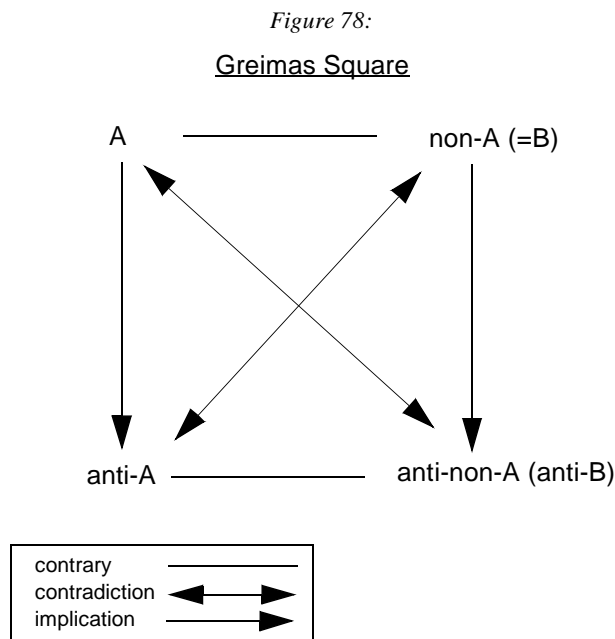 Figure 78:
Greimas Square
A non-A (=B)
anti-A anti-non-A (anti-B)
contrary
contradiction
implication